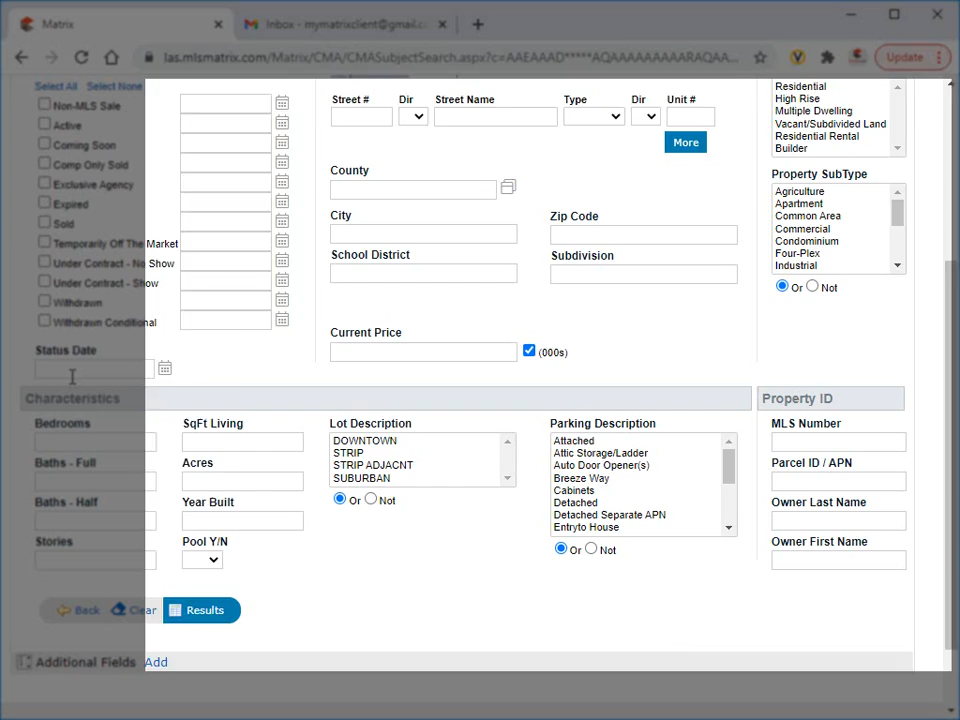 Matrix
Inbox - mymatrixclient@gmail.c
las.mlsmatrix.com/Matrix/CMA/CMASubjectSearch.aspx?c=AAEAAAD*****AQAAAAAAAAARAQAA...
Update
Select All Select None
Non-MLS Sale
Active
Coming Soon
Comp Only Sold
Exclusive Agency
Expired
Sold
Temporarily Off The Market
Under Contract - No Show
Under Contract - Show
Withdrawn
Withdrawn Conditional
Status Date
Street # Dir Street Name Type Dir Unit #
More
County
City
Zip Code
School District
Subdivision
Current Price
(000s)
Residential
High Rise
Multiple Dwelling
Vacant/Subdivided Land
Residential Rental
Builder
Property SubType
Agriculture
Apartment
Common Area
Commercial
Condominium
Four-Plex
Industrial
Or Not
Characteristics
Bedrooms
Baths - Full
Baths - Half
Stories
SqFt Living
Acres
Year Built
Pool Y/N
Lot Description
DOWNTOWN
STRIP
STRIP ADJACNT
SUBURBAN
Or Not
Parking Description
Attached
Attic Storage/Ladder
Auto Door Opener(s)
Breeze Way
Cabinets
Detached
Detached Separate APN
Entryto House
Or Not
Property ID
MLS Number
Parcel ID / APN
Owner Last Name
Owner First Name
Back Clear Results
Additional Fields Add